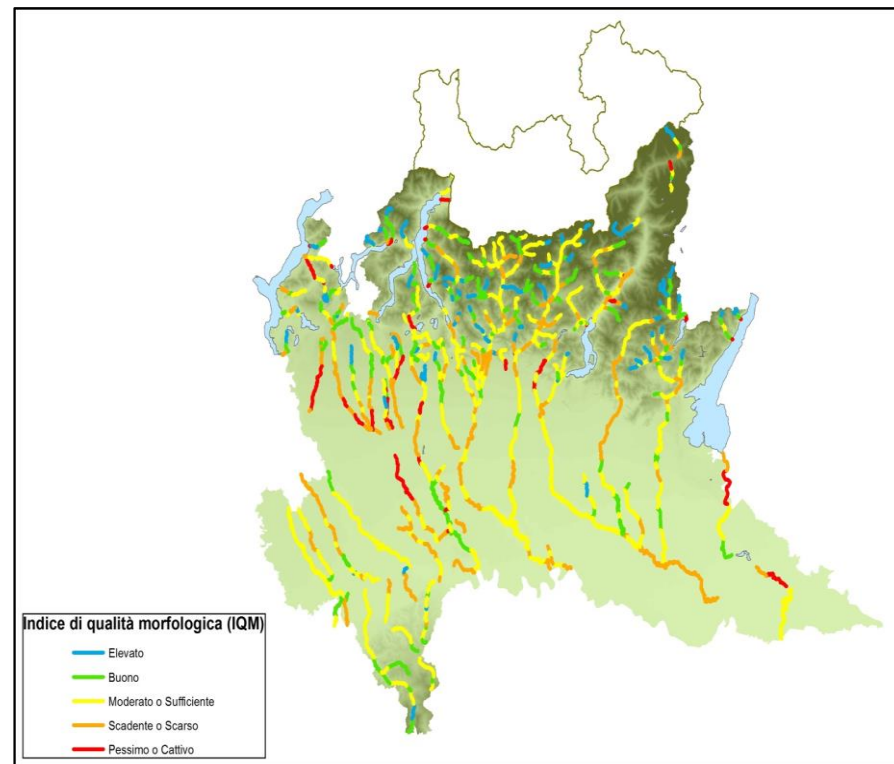 Indice di qualità morfologica (IQM)
Elevato
Buono
Moderato o Sufficiente
Scadente o Scarso
Pessimo o Cattivo